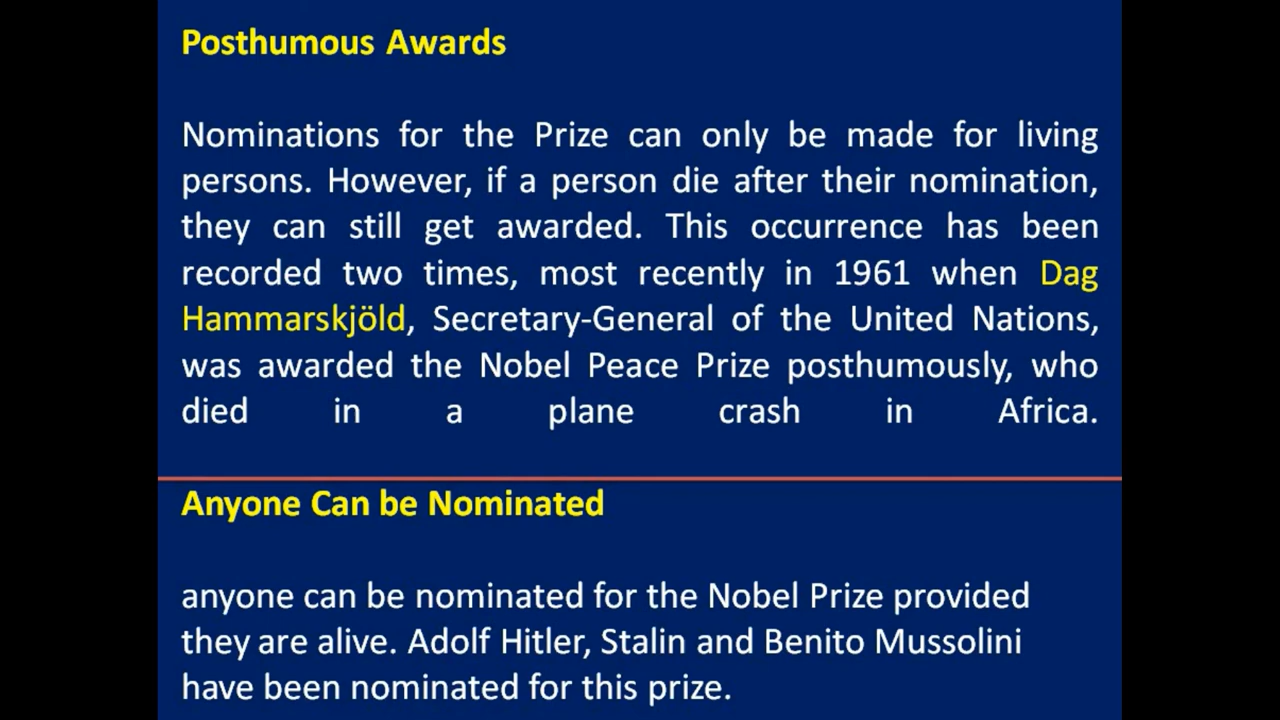 Posthumous Awards
Nominations for the Prize can only be made for living
persons. However, if a person die after their nomination,
they can still get awarded. This occurrence has been
recorded two times, most recently in 1961 when Dag
Hammarskjöld, Secretary-General of the United Nations,
was awarded the Nobel Peace Prize posthumously, who
died in a plane crash in Africa.
Anyone Can be Nominated
anyone can be nominated for the Nobel Prize provided
they are alive. Adolf Hitler, Stalin and Benito Mussolini
have been nominated for this prize.